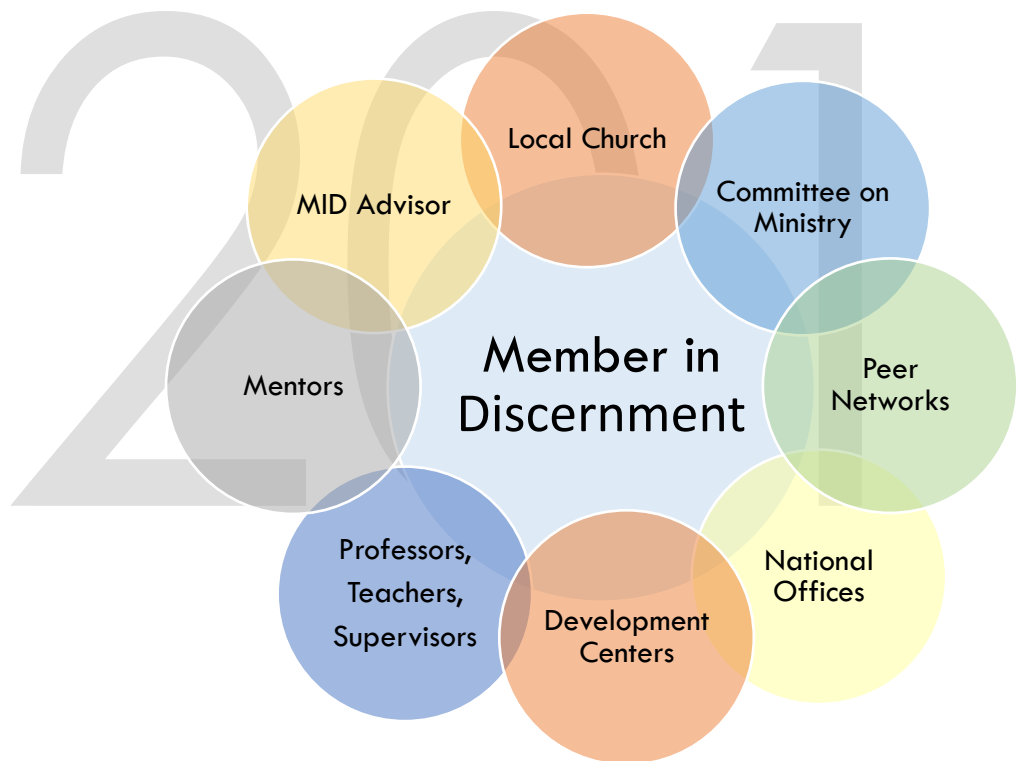 201
Local Church
MID Advisor
Committee on
Ministry
Member in
Discernment
Mentors
Peer
Networks
Professors,
Teachers,
Supervisors
National
Offices
Development
Centers